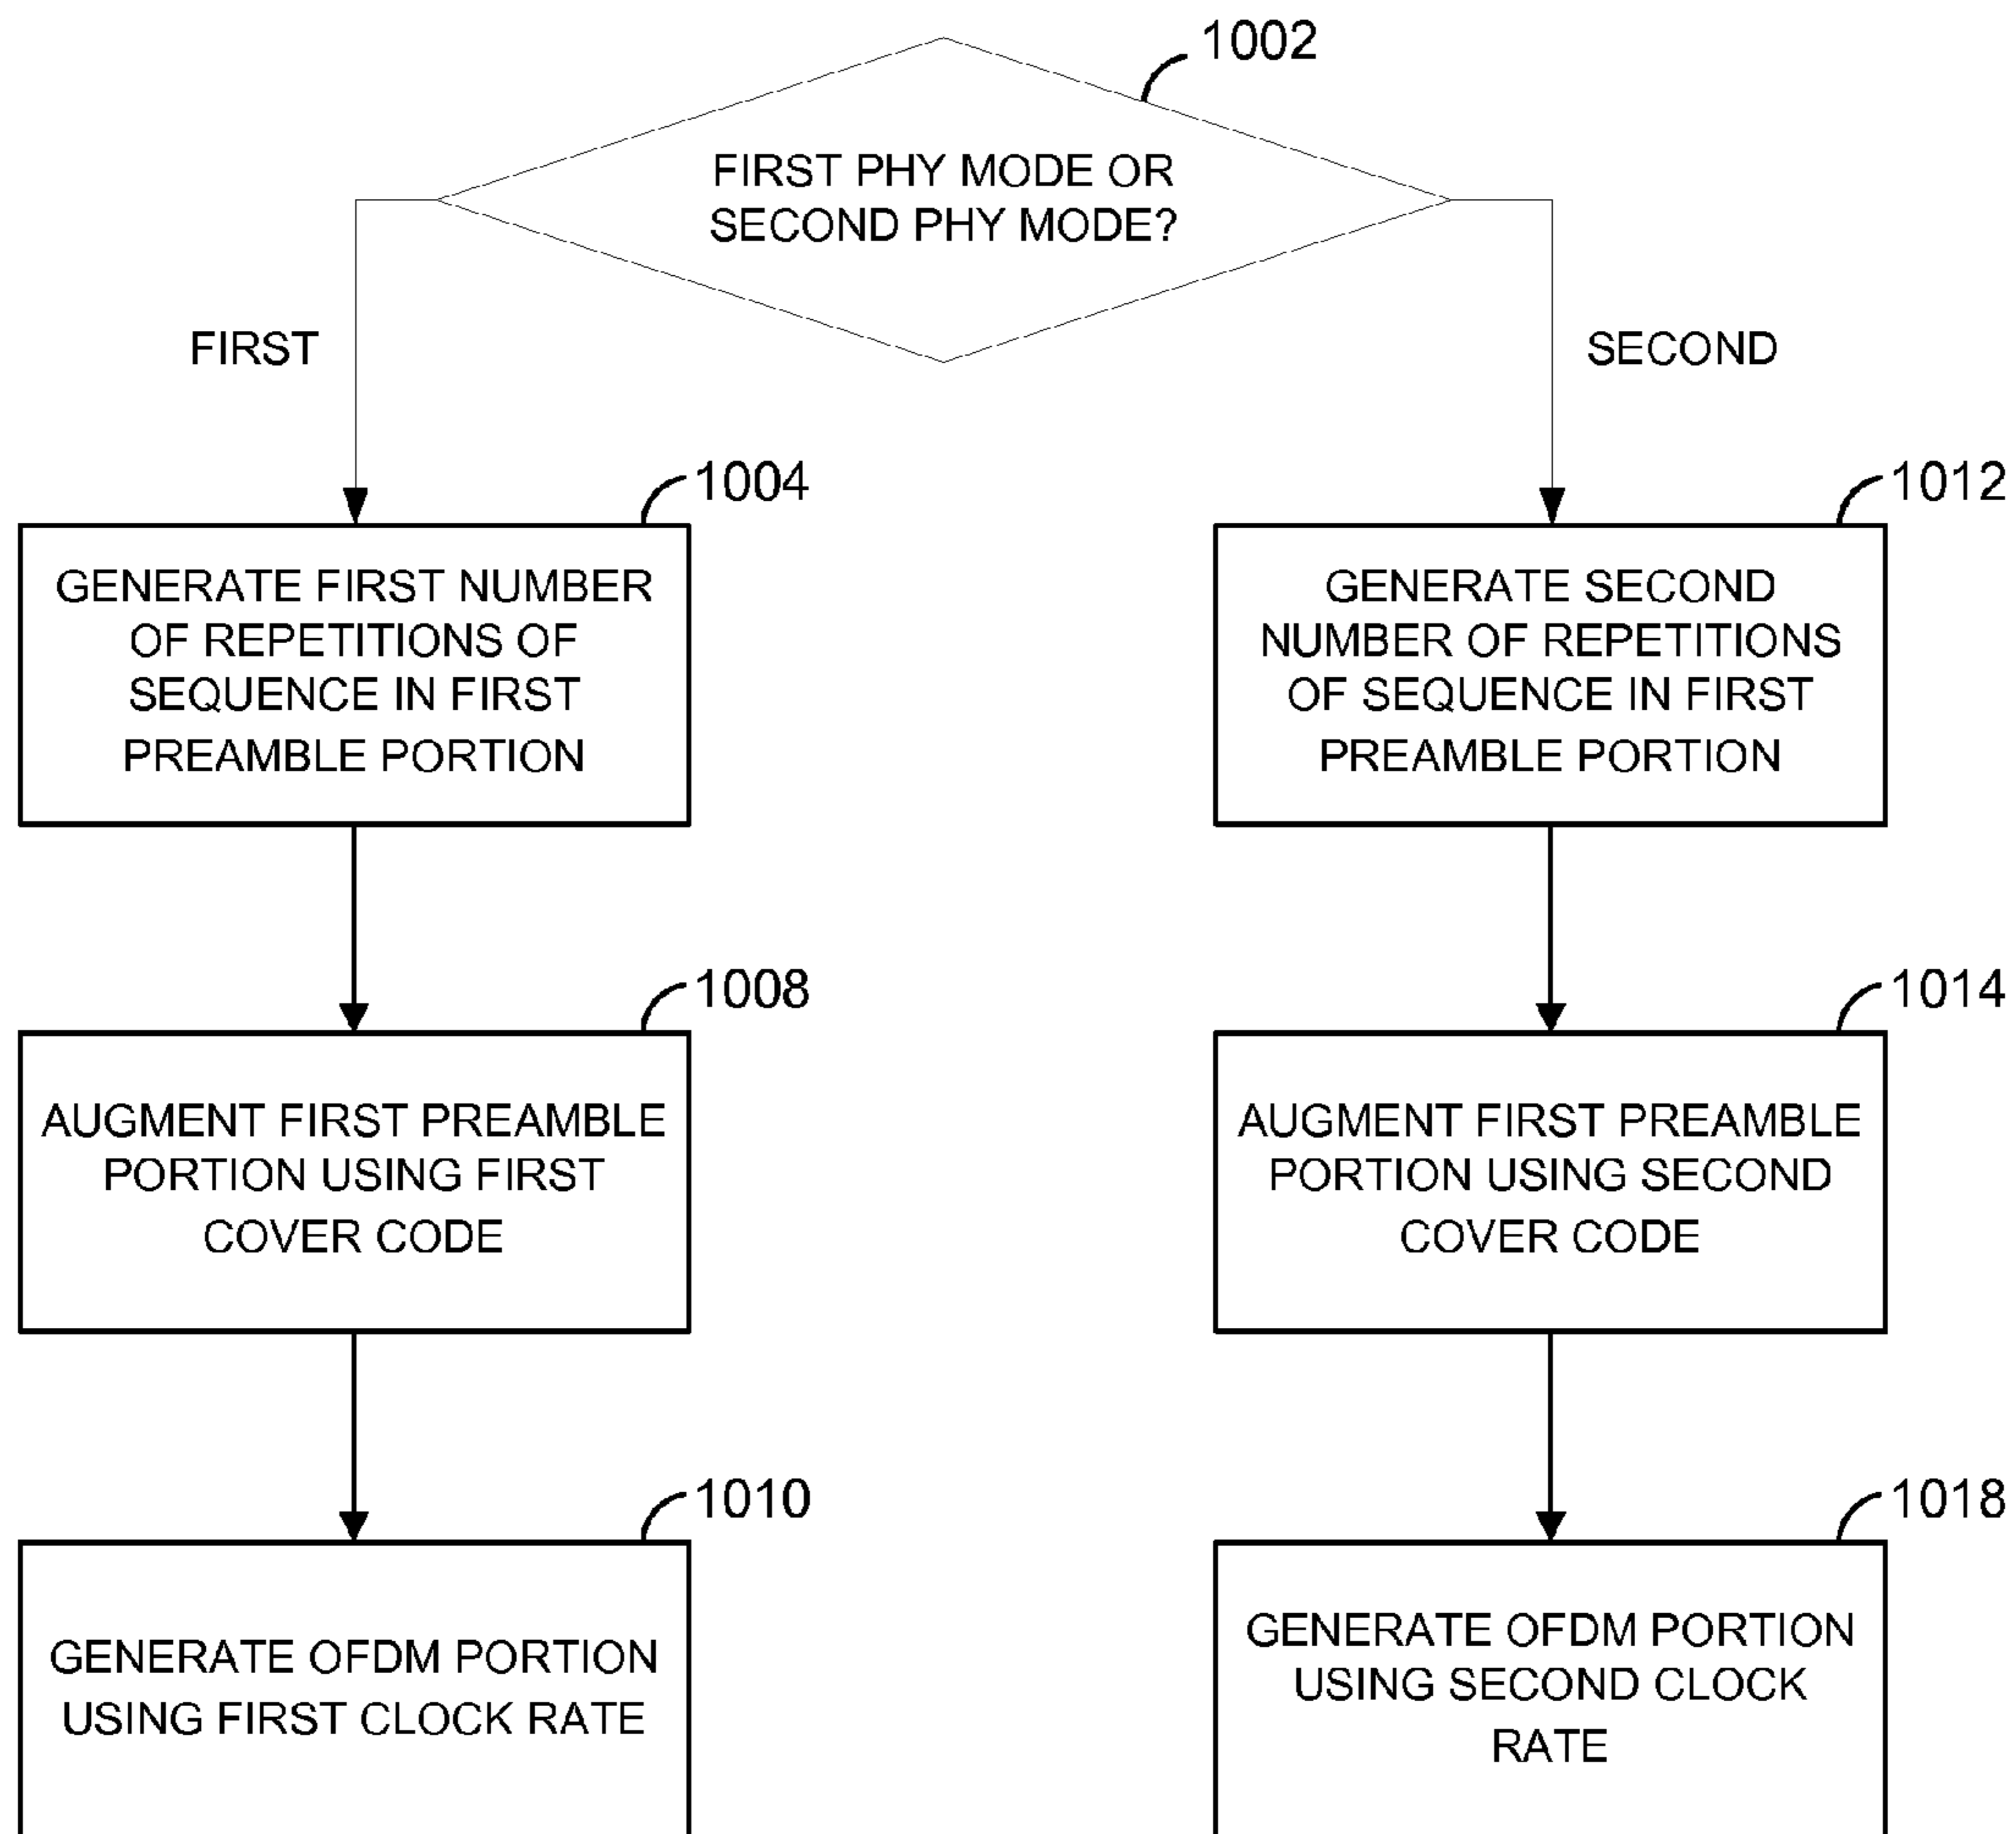 1002
FIRST PHY MODE OR
SECOND PHY MODE?
FIRST
SECOND
1004
GENERATE FIRST NUMBER
OF REPETITIONS OF
SEQUENCE IN FIRST
PREAMBLE PORTION
1012
GENERATE SECOND
NUMBER OF REPETITIONS
OF SEQUENCE IN FIRST
PREAMBLE PORTION
1008
AUGMENT FIRST PREAMBLE
PORTION USING FIRST
COVER CODE
1014
AUGMENT FIRST PREAMBLE
PORTION USING SECOND
COVER CODE
1010
GENERATE OFDM PORTION
USING FIRST CLOCK RATE
1018
GENERATE OFDM PORTION
USING SECOND CLOCK
RATE